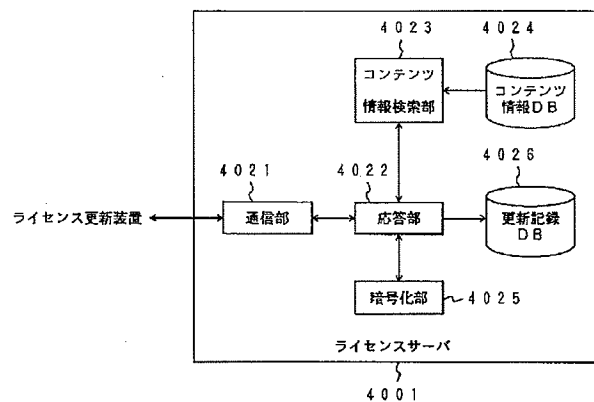 4023
4024
コンテンツ
情報検索部
コンテンツ
情報DB
4021
4022
4026
ライセンス更新装置
通信部
応答部
更新記録
DB
暗号化部
4025
ライセンスサーバ
4001